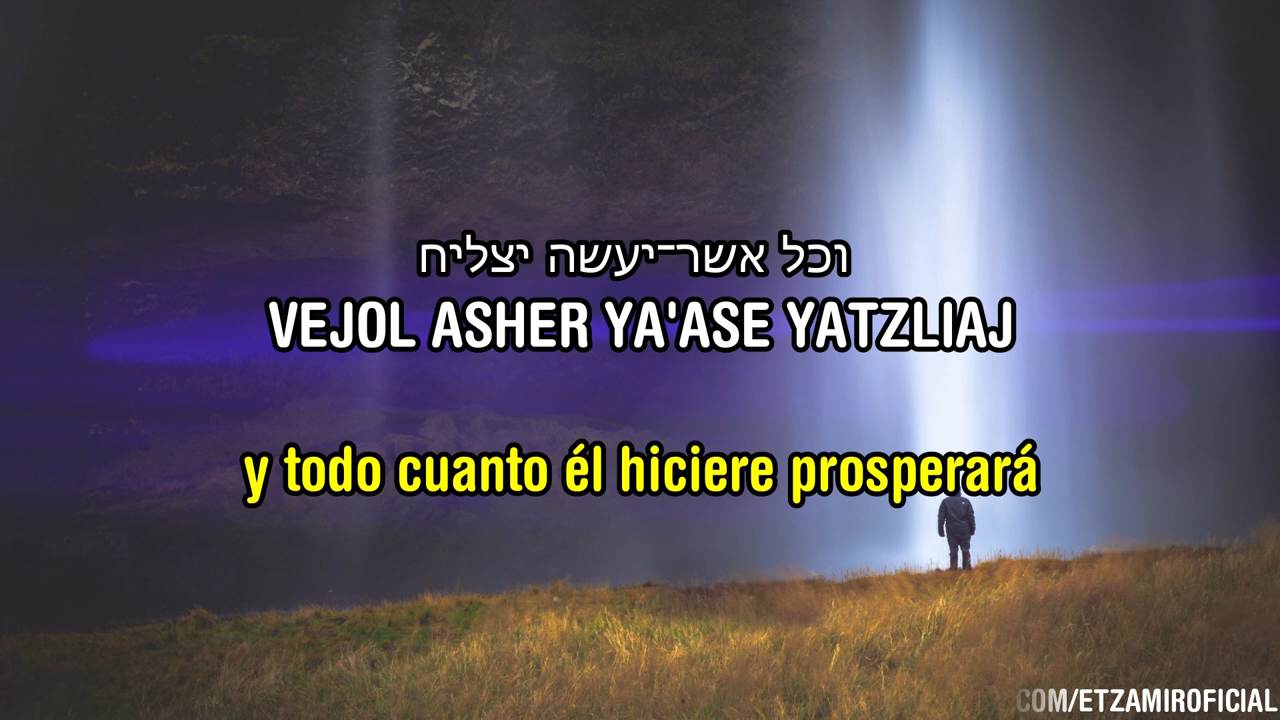 וכל אשר־יעשה יצליח
VEJOL ASHER YA'ASE YATZLIAJ
y todo cuanto él hiciere prosperará
COM/ETZAMIROFICIAL